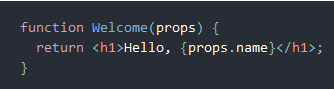 function Welcome(props) {
  return <h1>Hello, {props.name}</h1>;
}